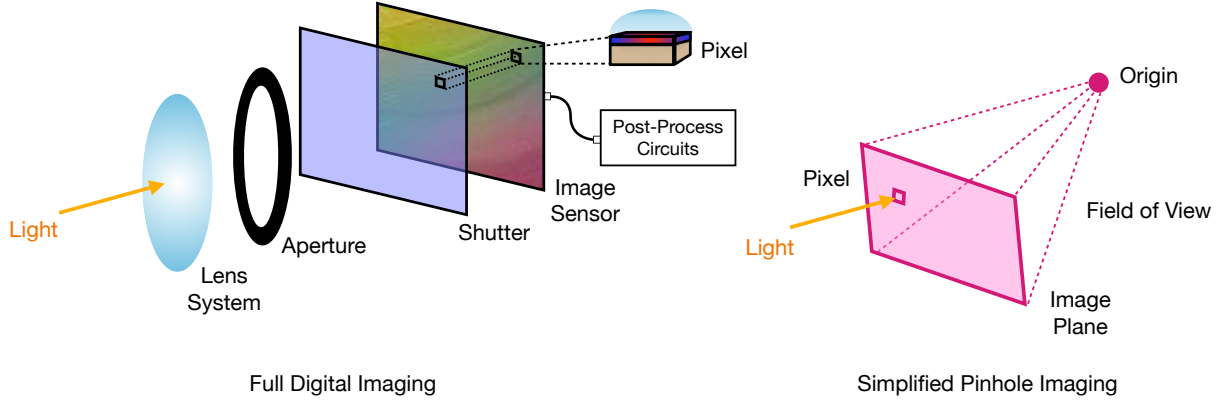 Pixel
Post-Process
Circuits
Image
Sensor
Shutter
Aperture
Light
Lens
System
Full Digital Imaging
Origin
Pixel
Light
Field of View
Image
Plane
Simplified Pinhole Imaging